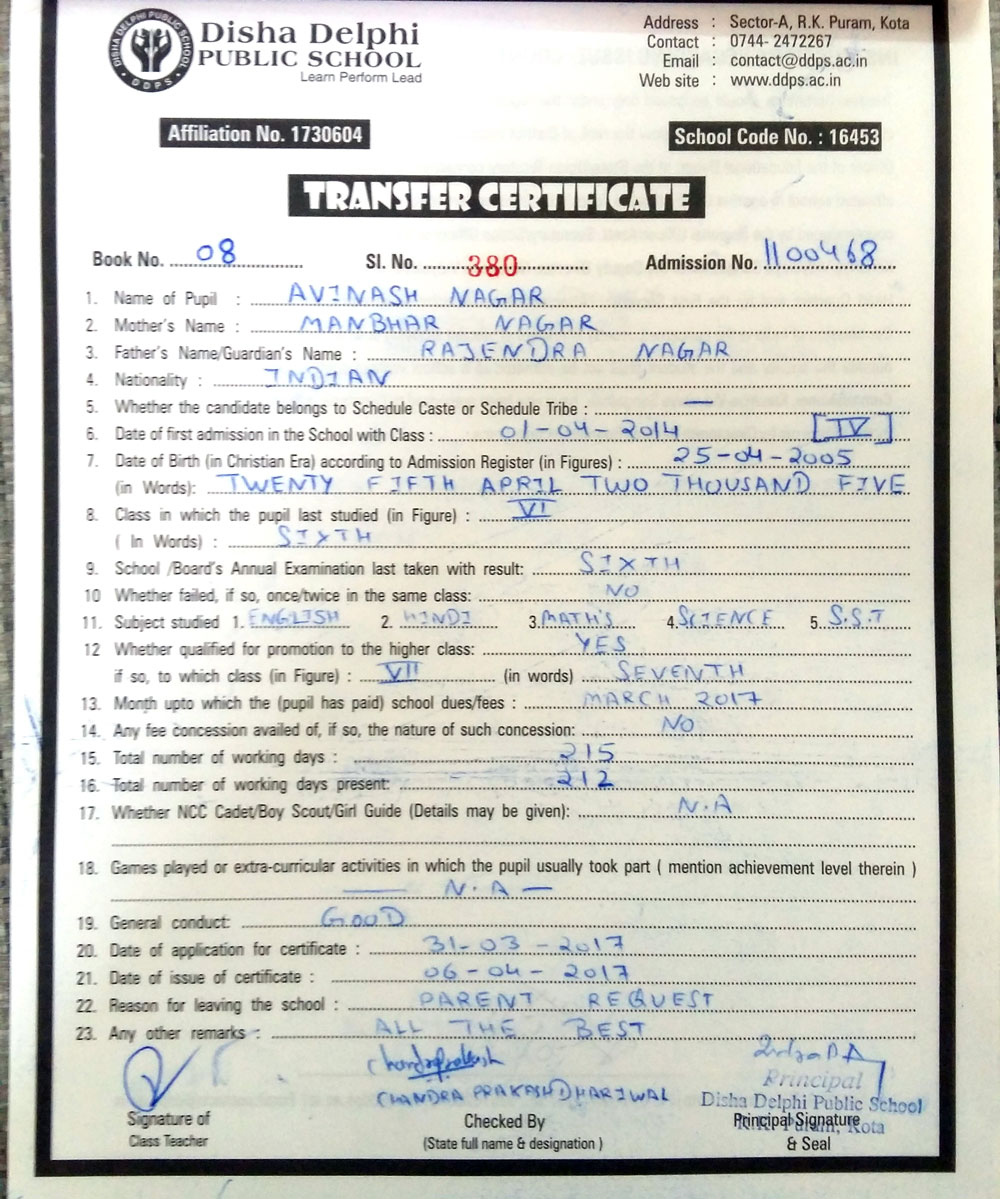 DISHA DELPHI PUBLIC SCHOOL
DDPS
Disha Delphi
PUBLIC SCHOOL
Learn Perform Lead
Address : Sector-A, R.K. Puram, Kota
Contact : 0744- 2472267
Email : contact@ddps.ac.in
Web site : www.ddps.ac.in
Affiliation No. 1730604
School Code No. : 16453
TRANSFER CERTIFICATE
Book No. 08 Sl. No. 380 Admission No. 1100468
1. Name of Pupil : AVINASH NAGAR
2. Mother's Name : MANBHAR NAGAR
3. Father's Name/Guardian's Name : RAJENDRA NAGAR
4. Nationality : INDIAN
5. Whether the candidate belongs to Schedule Caste or Schedule Tribe : —
6. Date of first admission in the School with Class : 01-04-2014 [IV]
7. Date of Birth (in Christian Era) according to Admission Register (in Figures) : 25-04-2005
(in Words): TWENTY FIFTH APRIL TWO THOUSAND FIVE
8. Class in which the pupil last studied (in Figure) : VI
( In Words) : SIXTH
9. School /Board's Annual Examination last taken with result: SIXTH
10 Whether failed, if so, once/twice in the same class: NO
11. Subject studied 1. ENGLISH 2. HINDI 3. MATH'S 4. SCIENCE 5. S.S.T
12 Whether qualified for promotion to the higher class: YES
if so, to which class (in Figure) : VII (in words) SEVENTH
13. Month upto which the (pupil has paid) school dues/fees : MARCH 2017
14. Any fee concession availed of, if so, the nature of such concession: NO
15. Total number of working days : 215
16. Total number of working days present: 212
17. Whether NCC Cadet/Boy Scout/Girl Guide (Details may be given): N.A
18. Games played or extra-curricular activities in which the pupil usually took part ( mention achievement level therein )
— N.A —
19. General conduct: GOOD
20. Date of application for certificate : 31-03-2017
21. Date of issue of certificate : 06-04-2017
22. Reason for leaving the school : PARENT REQUEST
23. Any other remarks : ALL THE BEST
Chandraprakash
CHANDRA PRAKASH DHARIWAL
Principal
Disha Delphi Public School
R.K. Puram, Kota
Signature of
Class Teacher
Checked By
(State full name & designation )
Principal Signature
& Seal